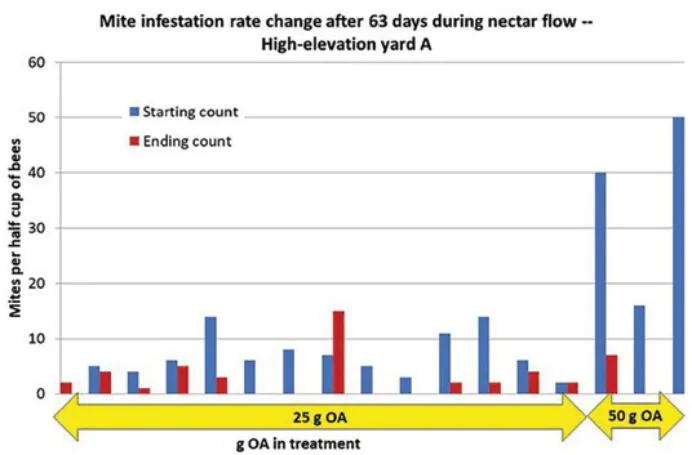 Mite infestation rate change after 63 days during nectar flow --
High-elevation yard A
60
50
40
30
20
10
0
Mites per half cup of bees
Starting count
Ending count
25 g OA
50 g OA
g OA in treatment